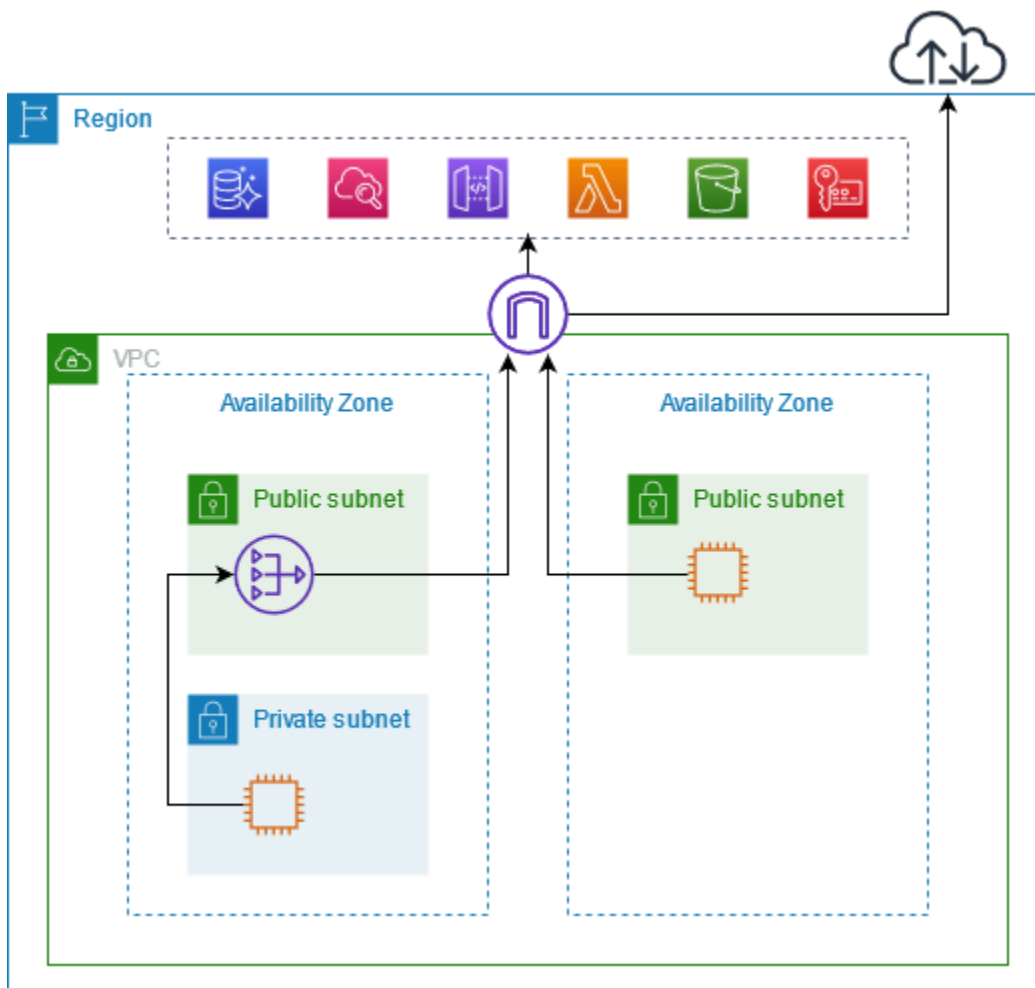 Region
VPC
Availability Zone
Availability Zone
Public subnet
Public subnet
Private subnet